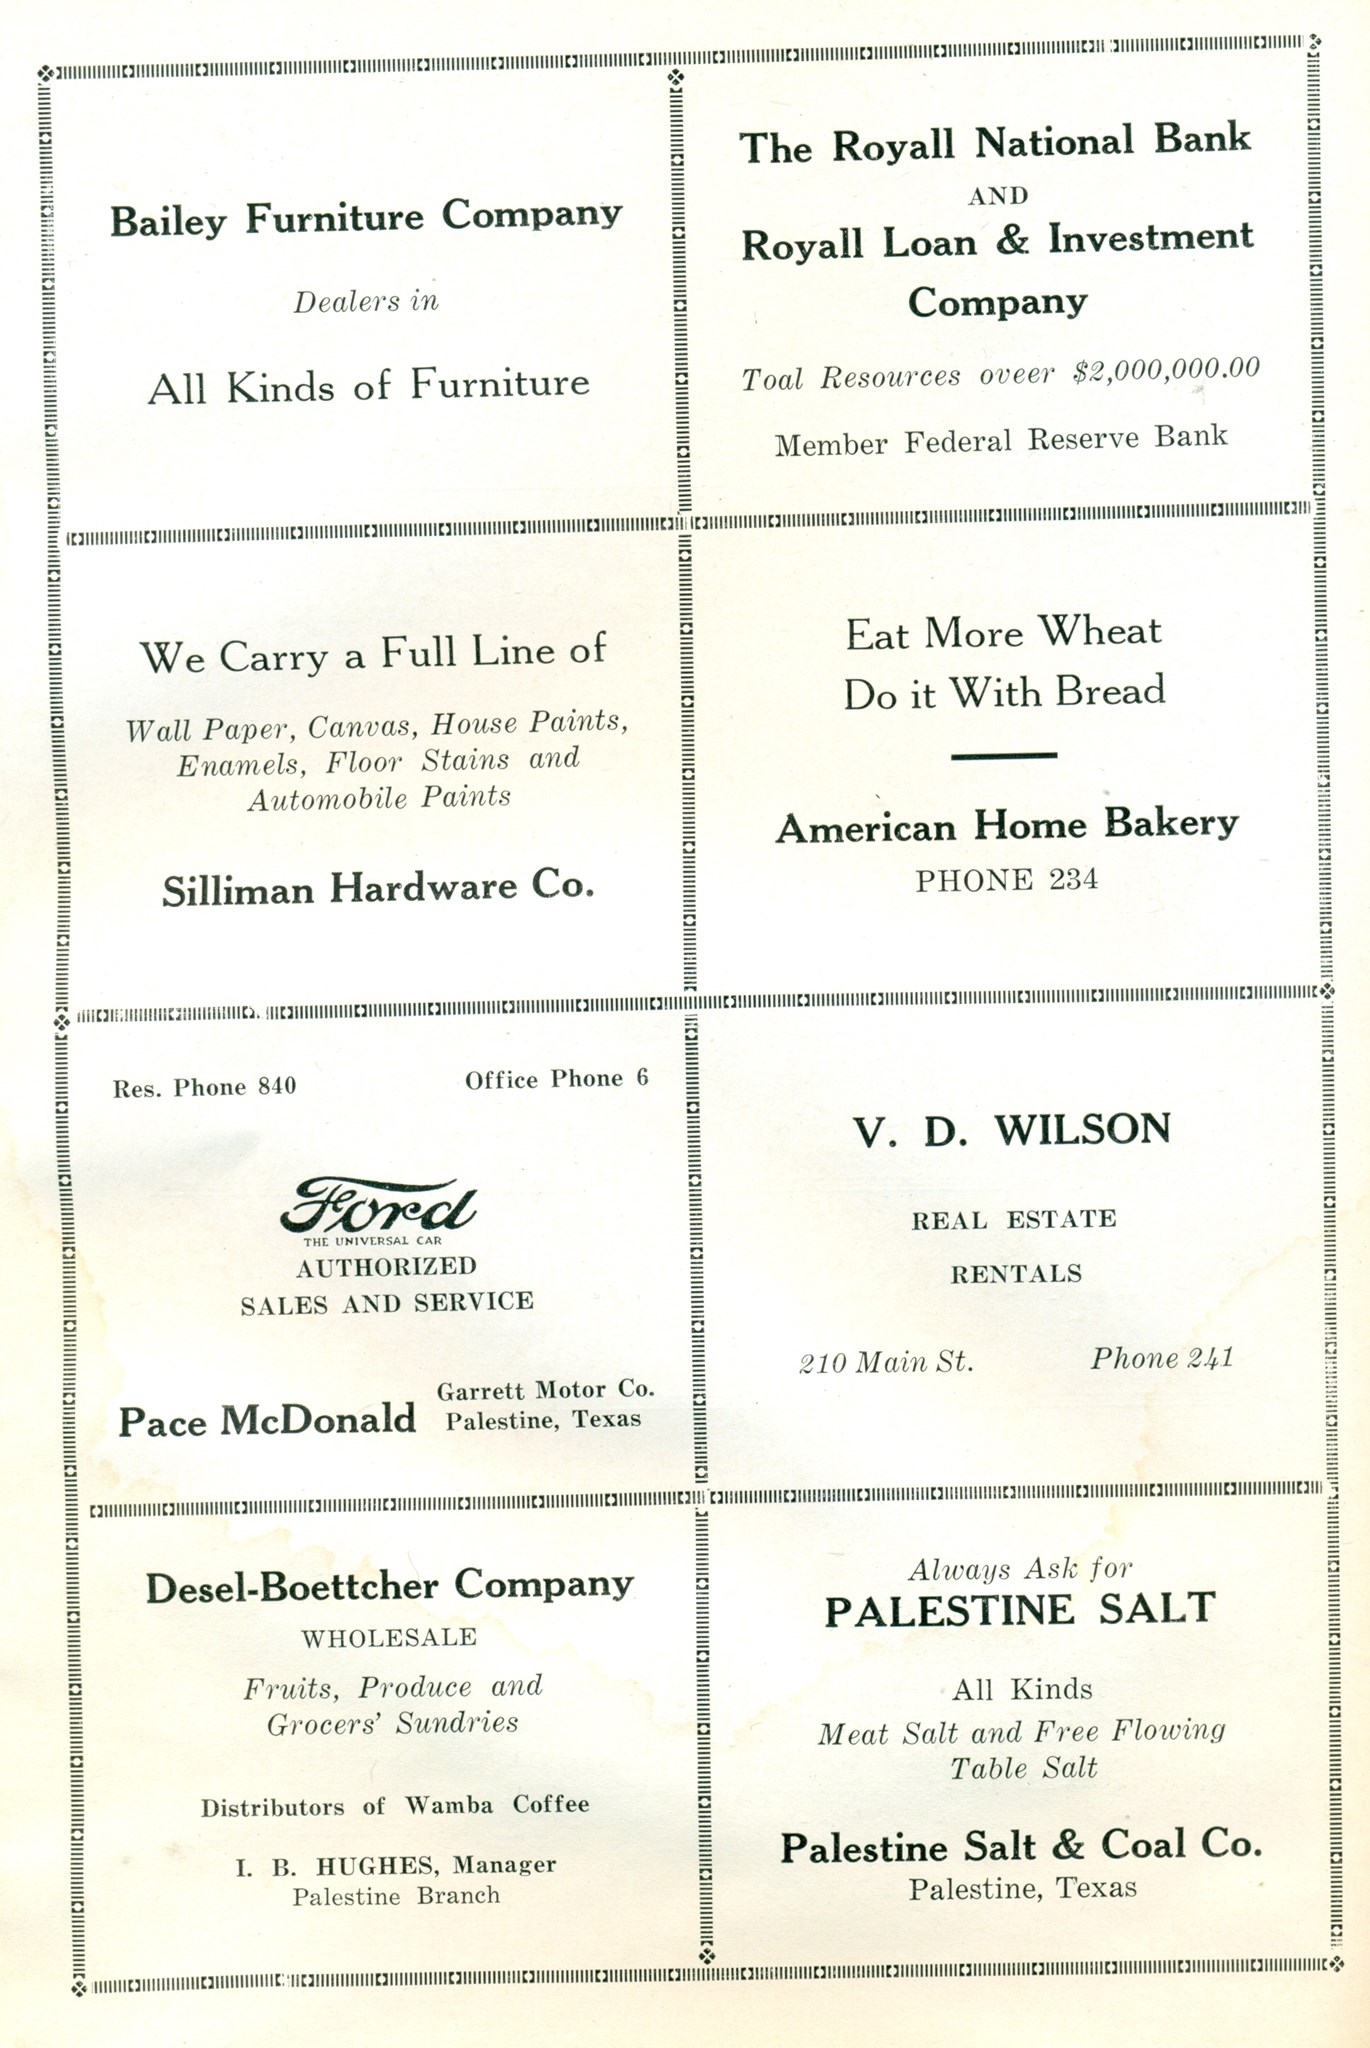 Bailey Furniture Company
Dealers in
All Kinds of Furniture
The Royall National Bank
AND
Royall Loan & Investment
Company
Toal Resources oveer $2,000,000.00
Member Federal Reserve Bank
We Carry a Full Line of
Wall Paper, Canvas, House Paints,
Enamels, Floor Stains and
Automobile Paints
Silliman Hardware Co.
Eat More Wheat
Do it With Bread
American Home Bakery
PHONE 234
Res. Phone 840 Office Phone 6
Ford
THE UNIVERSAL CAR
AUTHORIZED
SALES AND SERVICE
Pace McDonald
Garrett Motor Co.
Palestine, Texas
V. D. WILSON
REAL ESTATE
RENTALS
210 Main St. Phone 241
Desel-Boettcher Company
WHOLESALE
Fruits, Produce and
Grocers' Sundries
Distributors of Wamba Coffee
I. B. HUGHES, Manager
Palestine Branch
Always Ask for
PALESTINE SALT
All Kinds
Meat Salt and Free Flowing
Table Salt
Palestine Salt & Coal Co.
Palestine, Texas